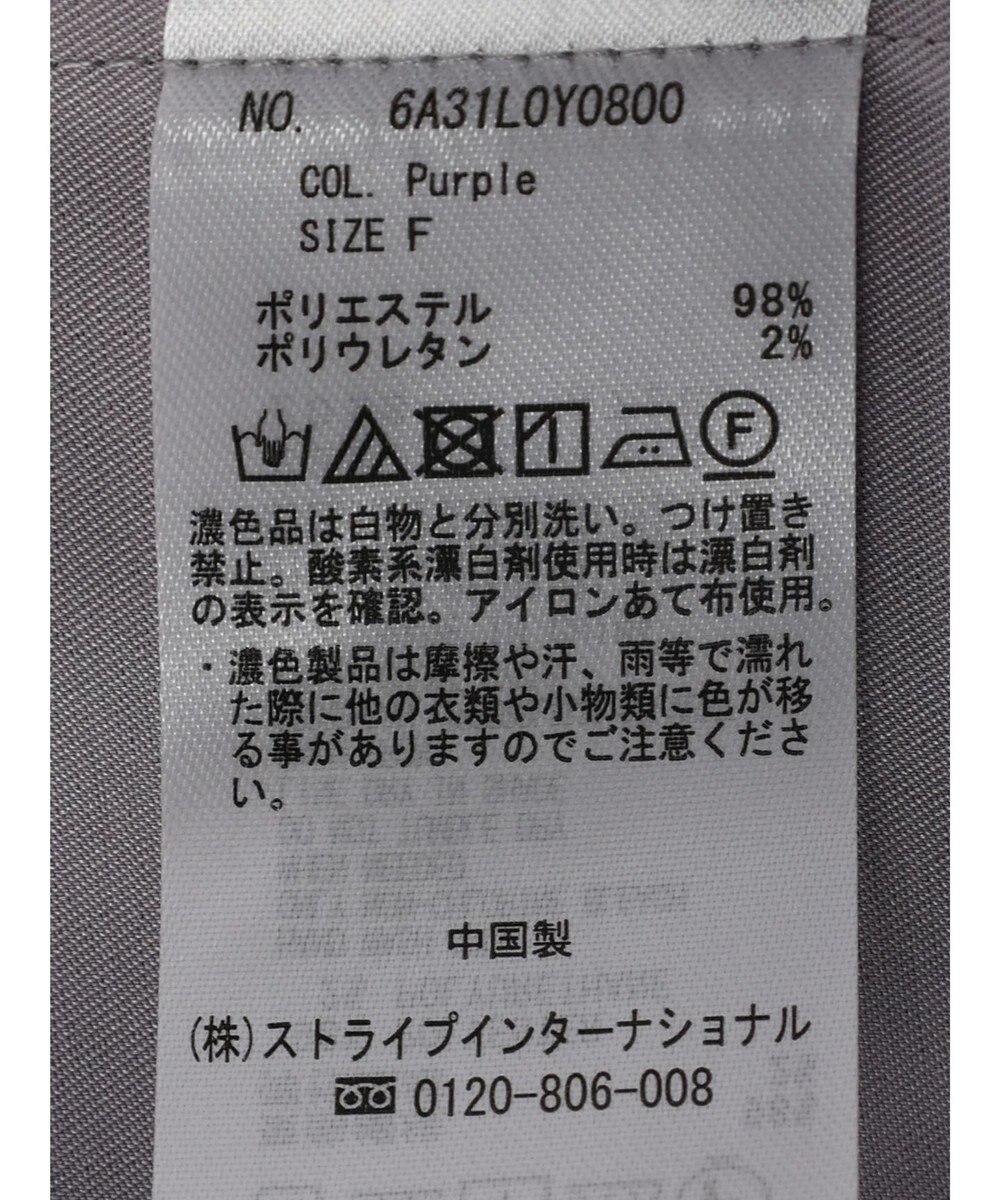 NO. 6A31L0Y0800
COL. Purple
SIZE F
ポリエステル 98%
ポリウレタン 2%
F
濃色品は白物と分別洗い。つけ置き
禁止。酸素系漂白剤使用時は漂白剤
の表示を確認。アイロンあて布使用。
・濃色製品は摩擦や汗、雨等で濡れ
た際に他の衣類や小物類に色が移
る事がありますのでご注意くださ
い。
中国製
(株)ストライプインターナショナル
0120-806-008